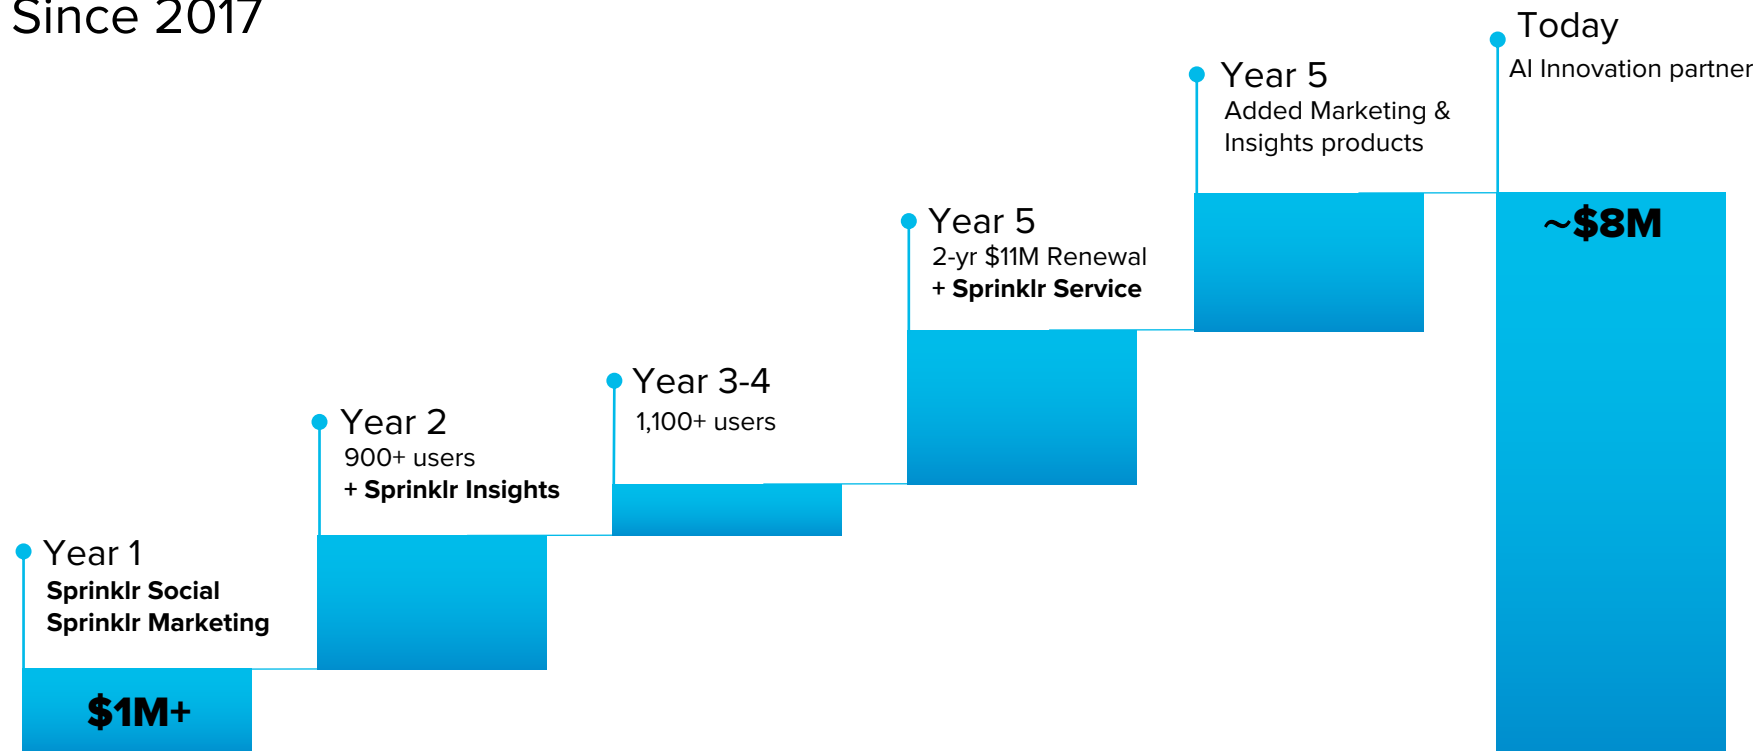 Since 2017
Today
AI Innovation partner
Year 5
Added Marketing &
Insights products
~$8M
Year 5
2-yr $11M Renewal
+ Sprinklr Service
Year 3-4
1,100+ users
Year 2
900+ users
+ Sprinklr Insights
Year 1
Sprinklr Social
Sprinklr Marketing
$1M+